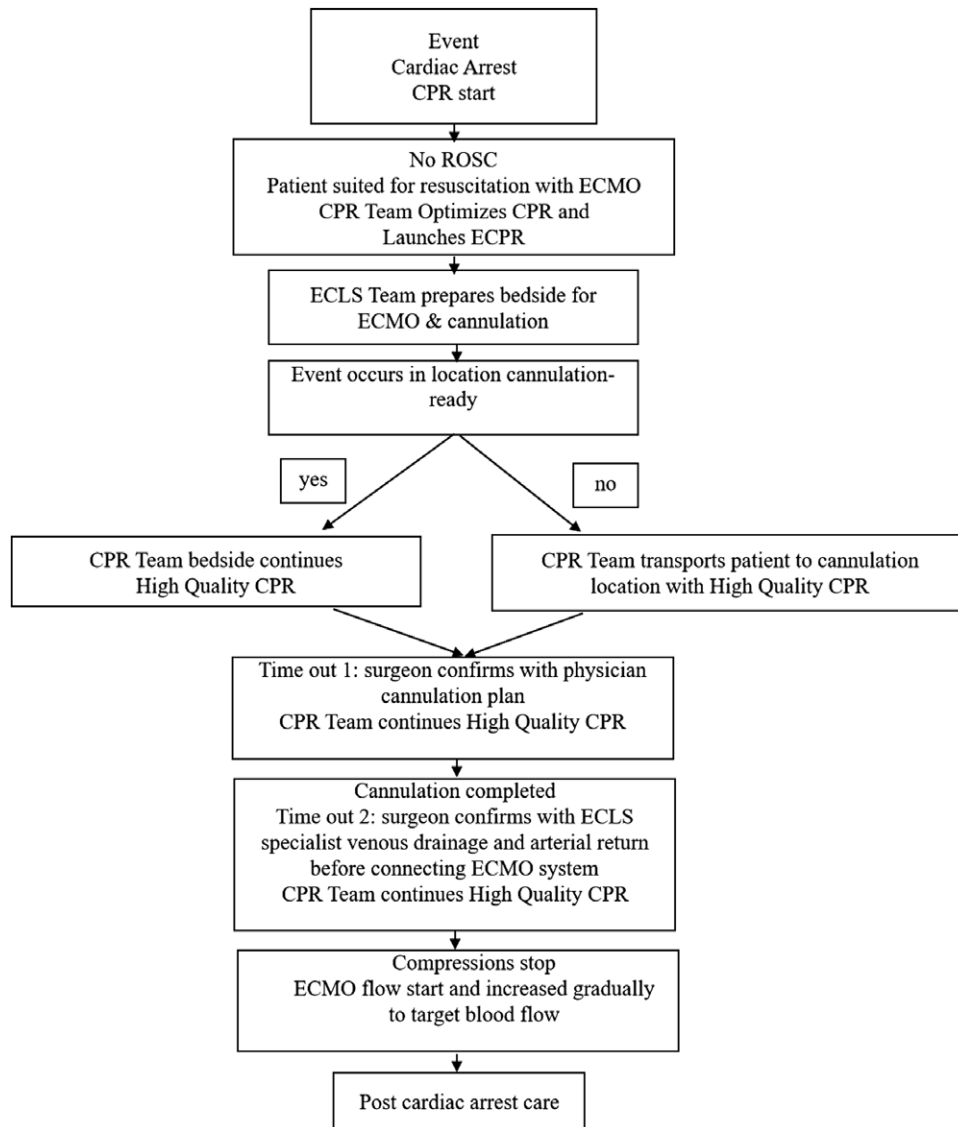 Event
Cardiac Arrest
CPR start
No ROSC
Patient suited for resuscitation with ECMO
CPR Team Optimizes CPR and
Launches ECPR
ECLS Team prepares bedside for
ECMO & cannulation
Event occurs in location cannulation-
ready
yes
no
CPR Team bedside continues
High Quality CPR
CPR Team transports patient to cannulation
location with High Quality CPR
Time out 1: surgeon confirms with physician
cannulation plan
CPR Team continues High Quality CPR
Cannulation completed
Time out 2: surgeon confirms with ECLS
specialist venous drainage and arterial return
before connecting ECMO system
CPR Team continues High Quality CPR
Compressions stop
ECMO flow start and increased gradually
to target blood flow
Post cardiac arrest care